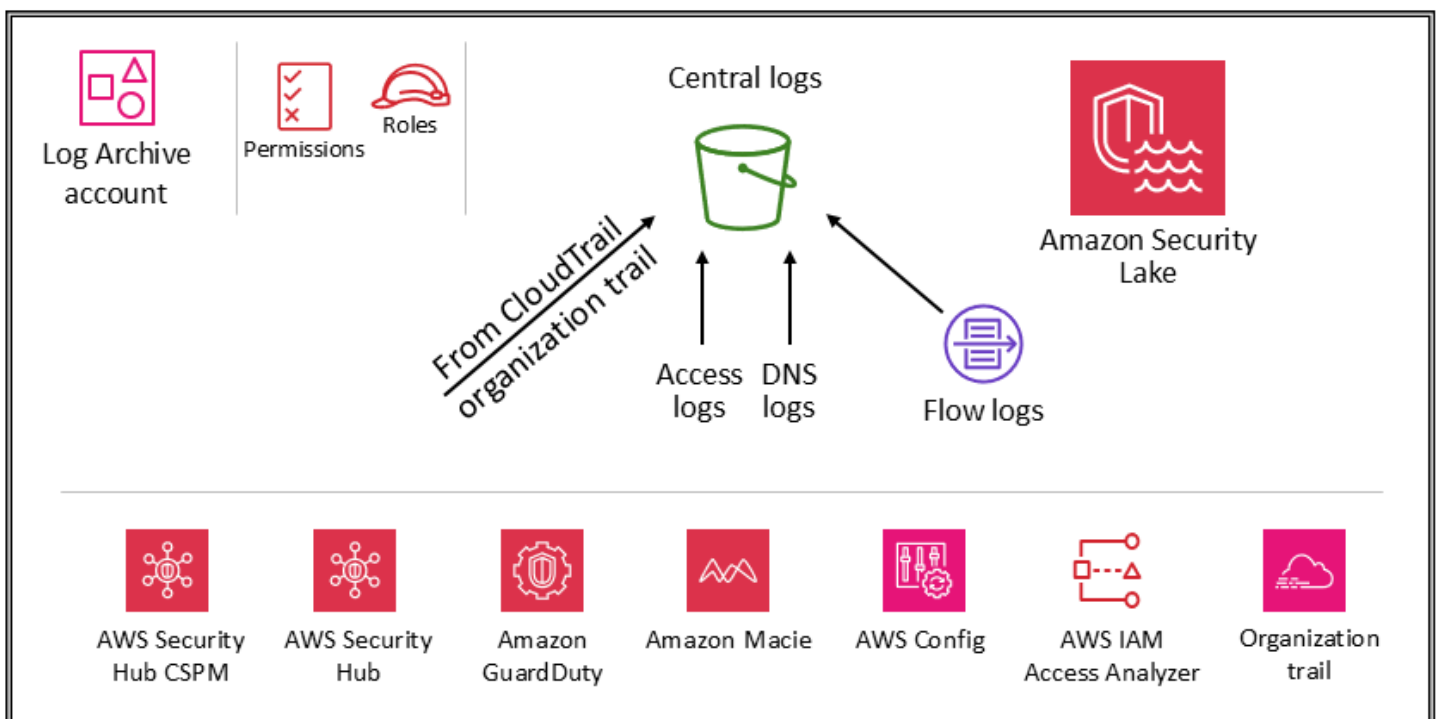 Log Archive
account
Permissions
Roles
Central logs
Amazon Security
Lake
From CloudTrail
organization trail
Access
logs
DNS
logs
Flow logs
AWS Security
Hub CSPM
AWS Security
Hub
Amazon
GuardDuty
Amazon Macie
AWS Config
AWS IAM
Access Analyzer
Organization
trail